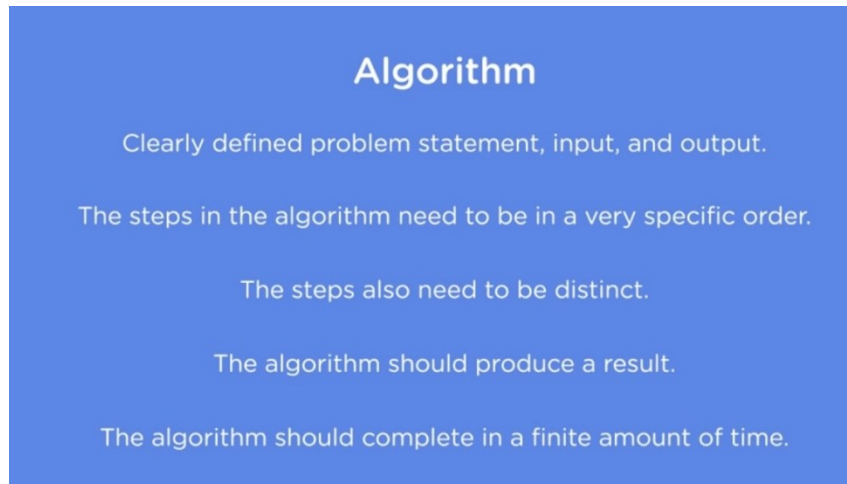 Algorithm
Clearly defined problem statement, input, and output.
The steps in the algorithm need to be in a very specific order.
The steps also need to be distinct.
The algorithm should produce a result.
The algorithm should complete in a finite amount of time.